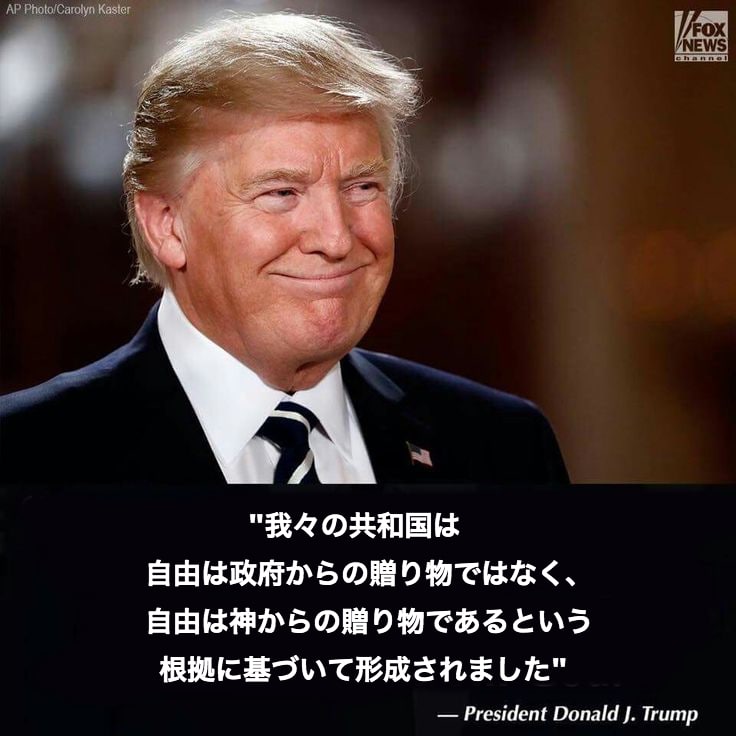 AP Photo/Carolyn Kaster
FOX
NEWS
channel
"我々の共和国は
自由は政府からの贈り物ではなく、
自由は神からの贈り物であるという
根拠に基づいて形成されました"
— President Donald J. Trump